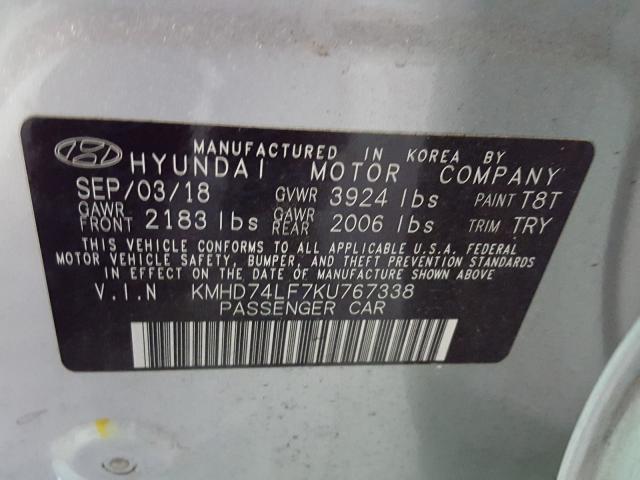 MANUFACTURED IN KOREA BY
HYUNDAI MOTOR COMPANY
SEP/03/18 GVWR 3924 lbs PAINT T8T
GAWR FRONT 2183 lbs GAWR REAR 2006 lbs TRIM TRY
THIS VEHICLE CONFORMS TO ALL APPLICABLE U.S.A. FEDERAL
MOTOR VEHICLE SAFETY, BUMPER, AND THEFT PREVENTION STANDARDS
IN EFFECT ON THE DATE OF MANUFACTURE SHOWN ABOVE
V.I.N KMHD74LF7KU767338
PASSENGER CAR